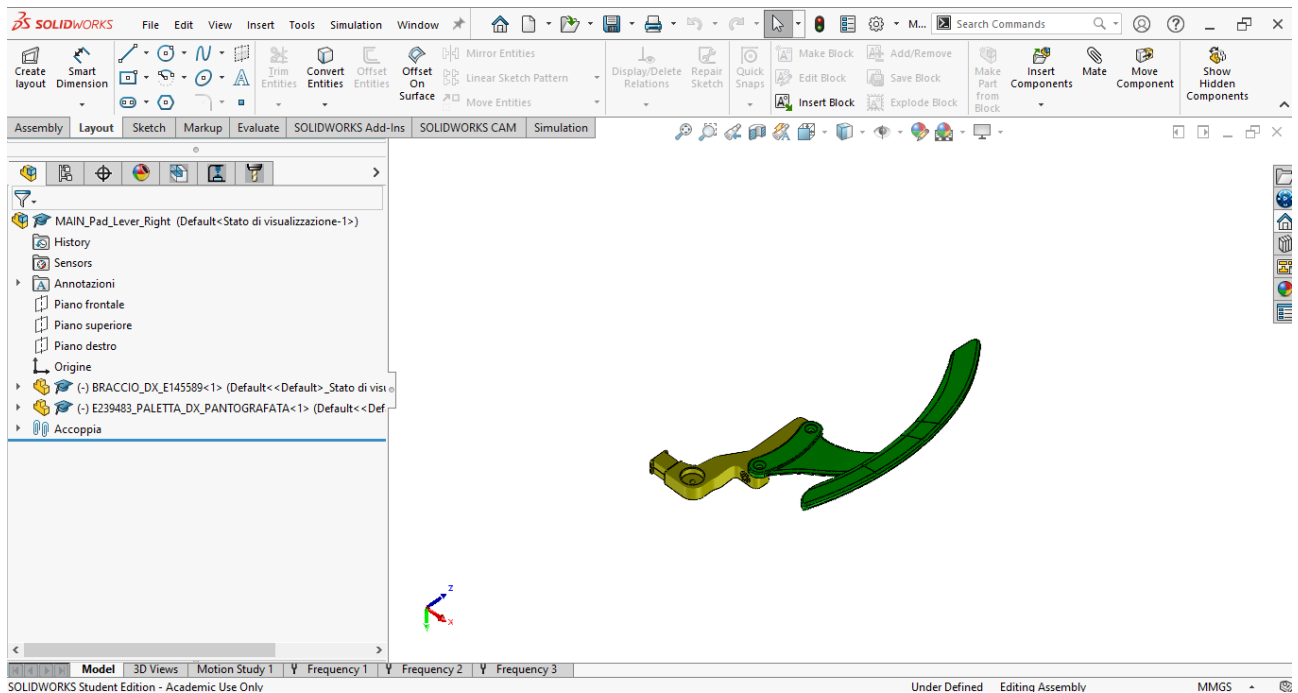 SOLIDWORKS File Edit View Insert Tools Simulation Window M... Search Commands
Create layout Smart Dimension Trim Entities Convert Entities Offset Entities Offset On Surface Mirror Entities Linear Sketch Pattern Move Entities Display/Delete Relations Repair Sketch Quick Snaps Make Block Edit Block Insert Block Add/Remove Save Block Explode Block Make Part from Block Insert Components Mate Move Component Show Hidden Components
Assembly Layout Sketch Markup Evaluate SOLIDWORKS Add-Ins SOLIDWORKS CAM Simulation
MAIN_Pad_Lever_Right (Default<Stato di visualizzazione-1>)
History
Sensors
Annotazioni
Piano frontale
Piano superiore
Piano destro
Origine
(-) BRACCIO_DX_E145589<1> (Default<<Default>_Stato di visu
(-) E239483_PALETTA_DX_PANTOGRAFATA<1> (Default<<Def
Accoppia
z
x
Model 3D Views Motion Study 1 Frequency 1 Frequency 2 Frequency 3
SOLIDWORKS Student Edition - Academic Use Only Under Defined Editing Assembly MMGS